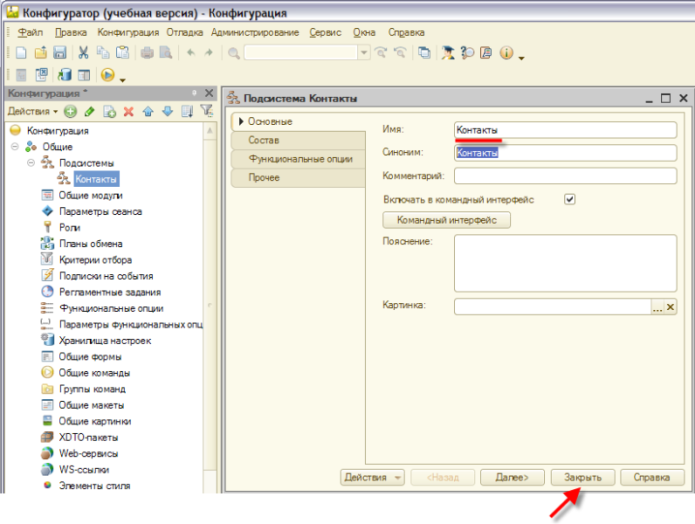 Конфигуратор (учебная версия) - Конфигурация
Файл Правка Конфигурация Отладка Администрирование Сервис Окна Справка
Конфигурация *
Действия
Конфигурация
Общие
Подсистемы
Контакты
Общие модули
Параметры сеанса
Роли
Планы обмена
Критерии отбора
Подписки на события
Регламентные задания
Функциональные опции
Параметры функциональных опц
Хранилища настроек
Общие формы
Общие команды
Группы команд
Общие макеты
Общие картинки
XDTO-пакеты
Web-сервисы
WS-ссылки
Элементы стиля
Подсистема Контакты
Основные
Состав
Функциональные опции
Прочее
Имя: Контакты
Синоним: Контакты
Комментарий:
Включать в командный интерфейс
Командный интерфейс
Пояснение:
Картинка: ... x
Действия <Назад Далее> Закрыть Справка